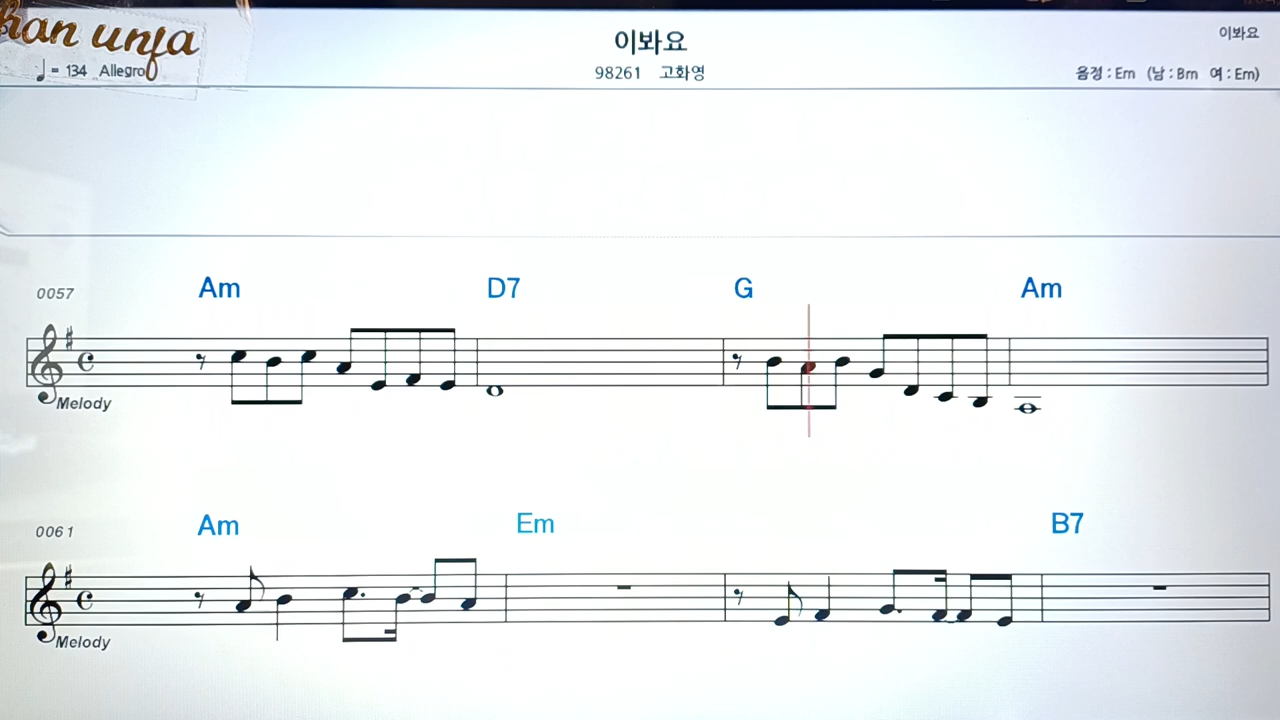 han unfa
이봐요
이봐요
♩= 134 Allegro
98261 고화영
음정 : Em (남 : Bm 여 : Em)
Am D7 G Am
0057
Melody
Am Em B7
0061
Melody